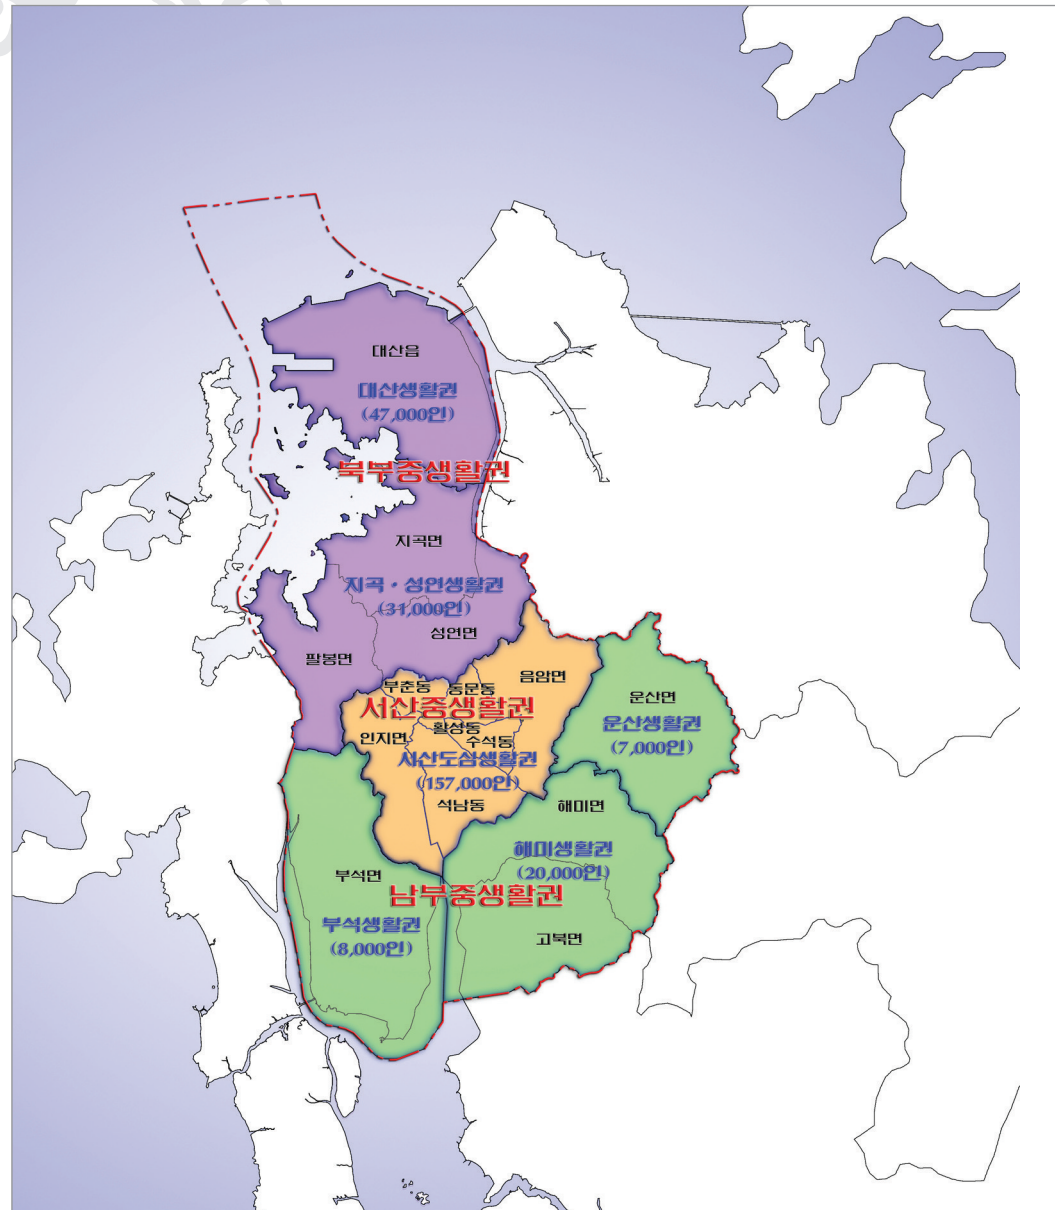 대산읍
대산생활권
(47,000인)
북부중생활권
지곡면
지곡·성연생활권
(31,000인)
성연면
팔봉면
음암면
부춘동
동문동
서산중생활권
활성동
인지면
수석동
서산도심생활권
(157,000인)
석남동
운산면
운산생활권
(7,000인)
해미면
해미생활권
(20,000인)
부석면
남부중생활권
부석생활권
(8,000인)
고북면